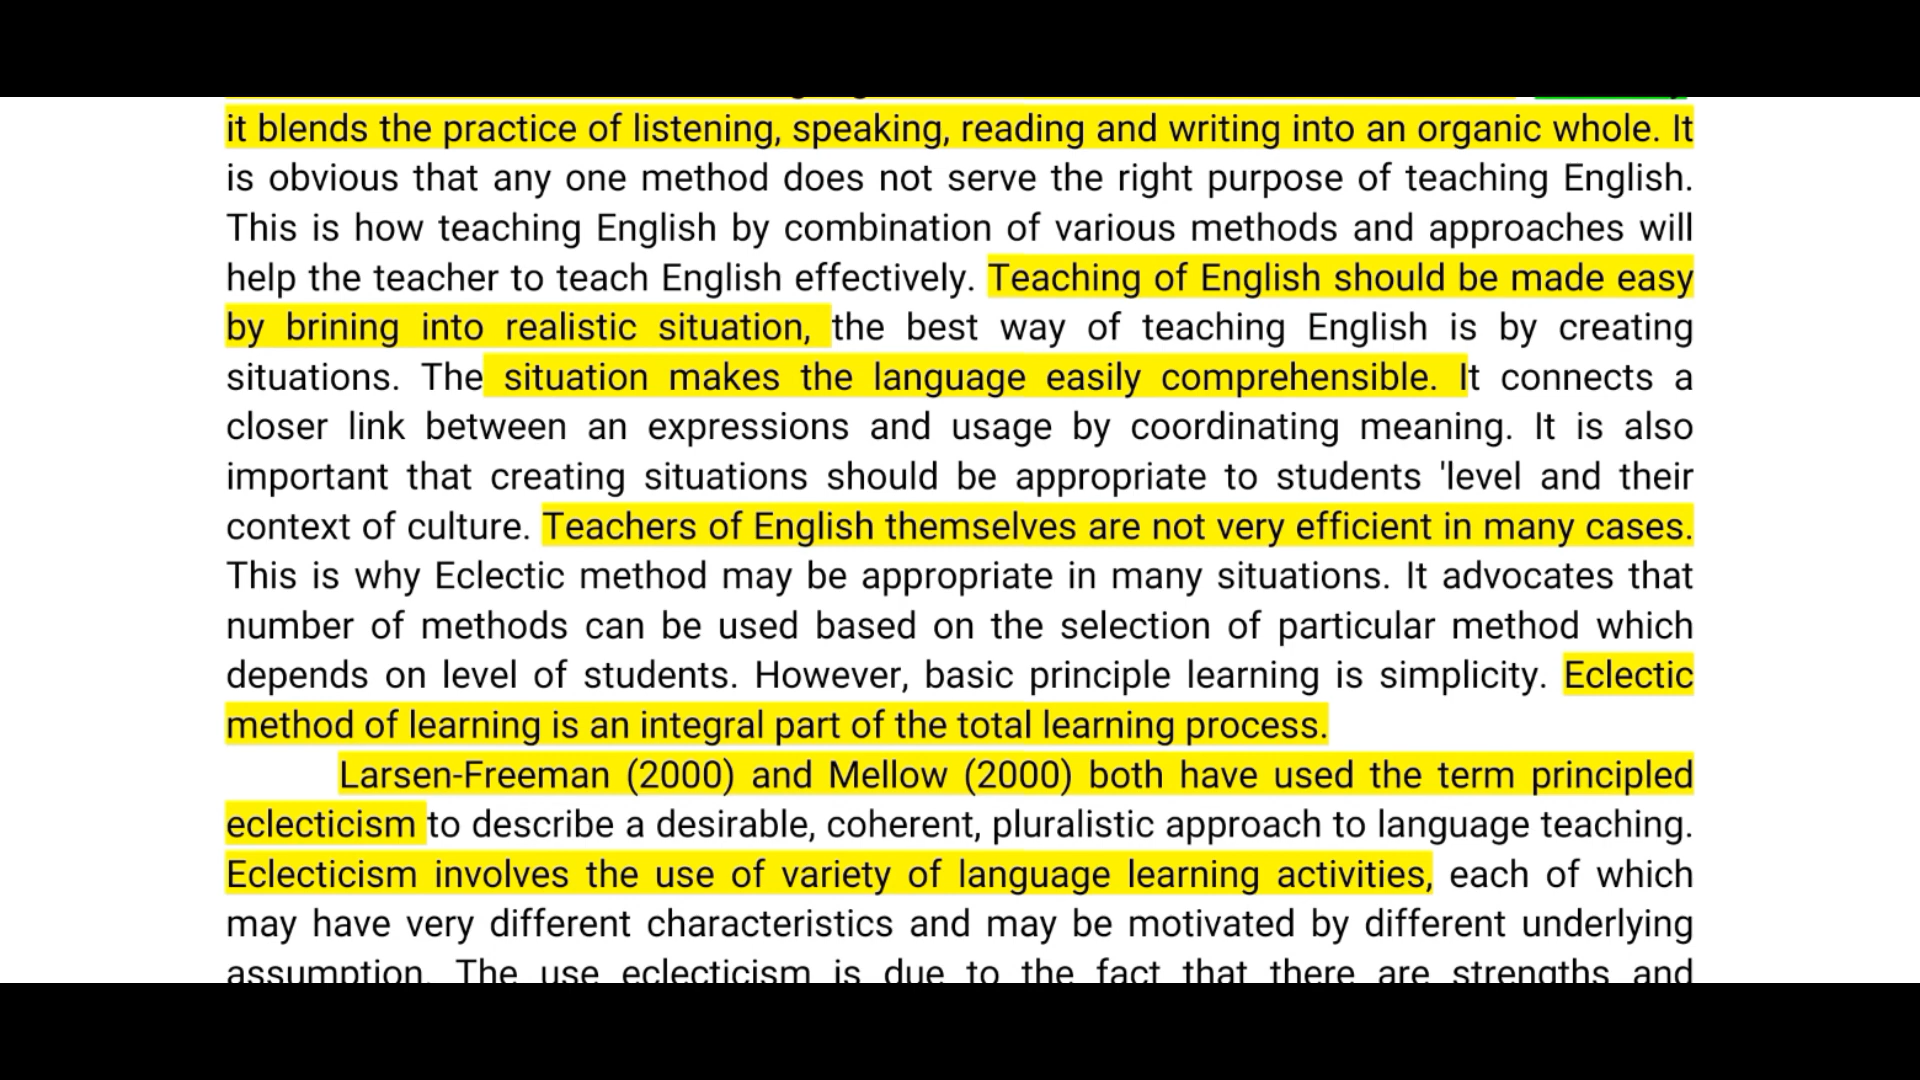 it blends the practice of listening, speaking, reading and writing into an organic whole. It
is obvious that any one method does not serve the right purpose of teaching English.
This is how teaching English by combination of various methods and approaches will
help the teacher to teach English effectively. Teaching of English should be made easy
by brining into realistic situation, the best way of teaching English is by creating
situations. The situation makes the language easily comprehensible. It connects a
closer link between an expressions and usage by coordinating meaning. It is also
important that creating situations should be appropriate to students 'level and their
context of culture. Teachers of English themselves are not very efficient in many cases.
This is why Eclectic method may be appropriate in many situations. It advocates that
number of methods can be used based on the selection of particular method which
depends on level of students. However, basic principle learning is simplicity. Eclectic
method of learning is an integral part of the total learning process.
Larsen-Freeman (2000) and Mellow (2000) both have used the term principled
eclecticism to describe a desirable, coherent, pluralistic approach to language teaching.
Eclecticism involves the use of variety of language learning activities, each of which
may have very different characteristics and may be motivated by different underlying
assumption. The use eclecticism is due to the fact that there are strengths and